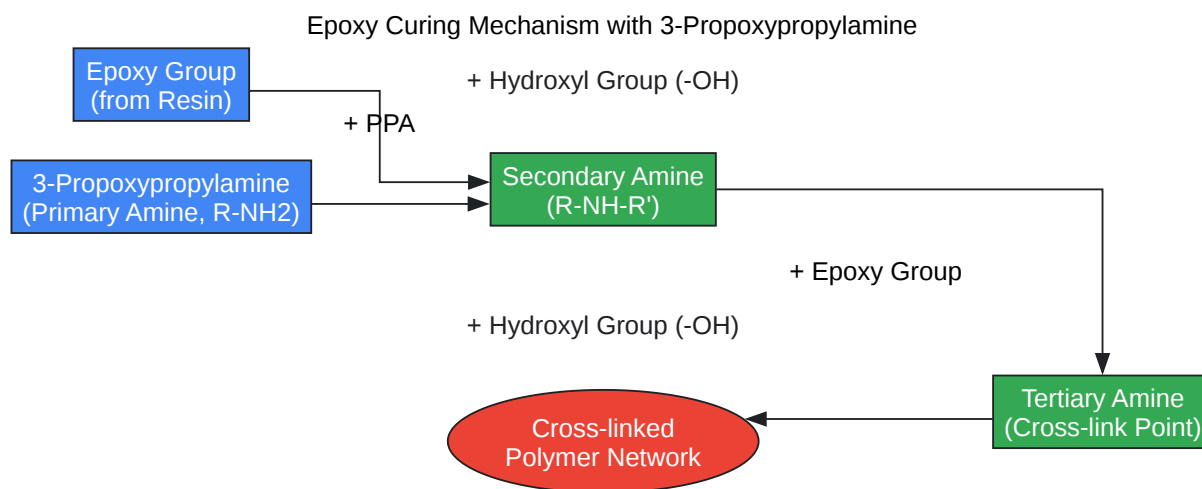 Epoxy Curing Mechanism with 3-Propoxypropylamine
Epoxy Group
(from Resin)
+ Hydroxyl Group (-OH)
+ PPA
3-Propoxypropylamine
(Primary Amine, R-NH2)
Secondary Amine
(R-NH-R')
+ Epoxy Group
+ Hydroxyl Group (-OH)
Tertiary Amine
(Cross-link Point)
Cross-linked
Polymer Network